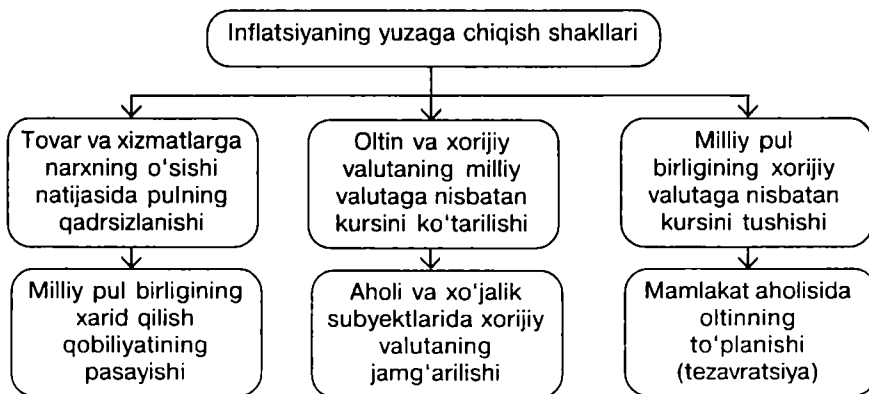 Inflatsiyaning yuzaga chiqish shakllari
Tovar va xizmatlarga
narxning o‘sishi
natijasida pulning
qadrsizlanishi
Oltin va xorijiy
valutaning milliy
valutaga nisbatan
kursini ko‘tarilishi
Milliy pul
birligining xorijiy
valutaga nisbatan
kursini tushishi
Milliy pul birligining
xarid qilish
qobiliyatining
pasayishi
Aholi va xo‘jalik
subyektlarida xorijiy
valutaning
jamg‘arilishi
Mamlakat aholisida
oltinning
to‘planishi
(tezavratsiya)